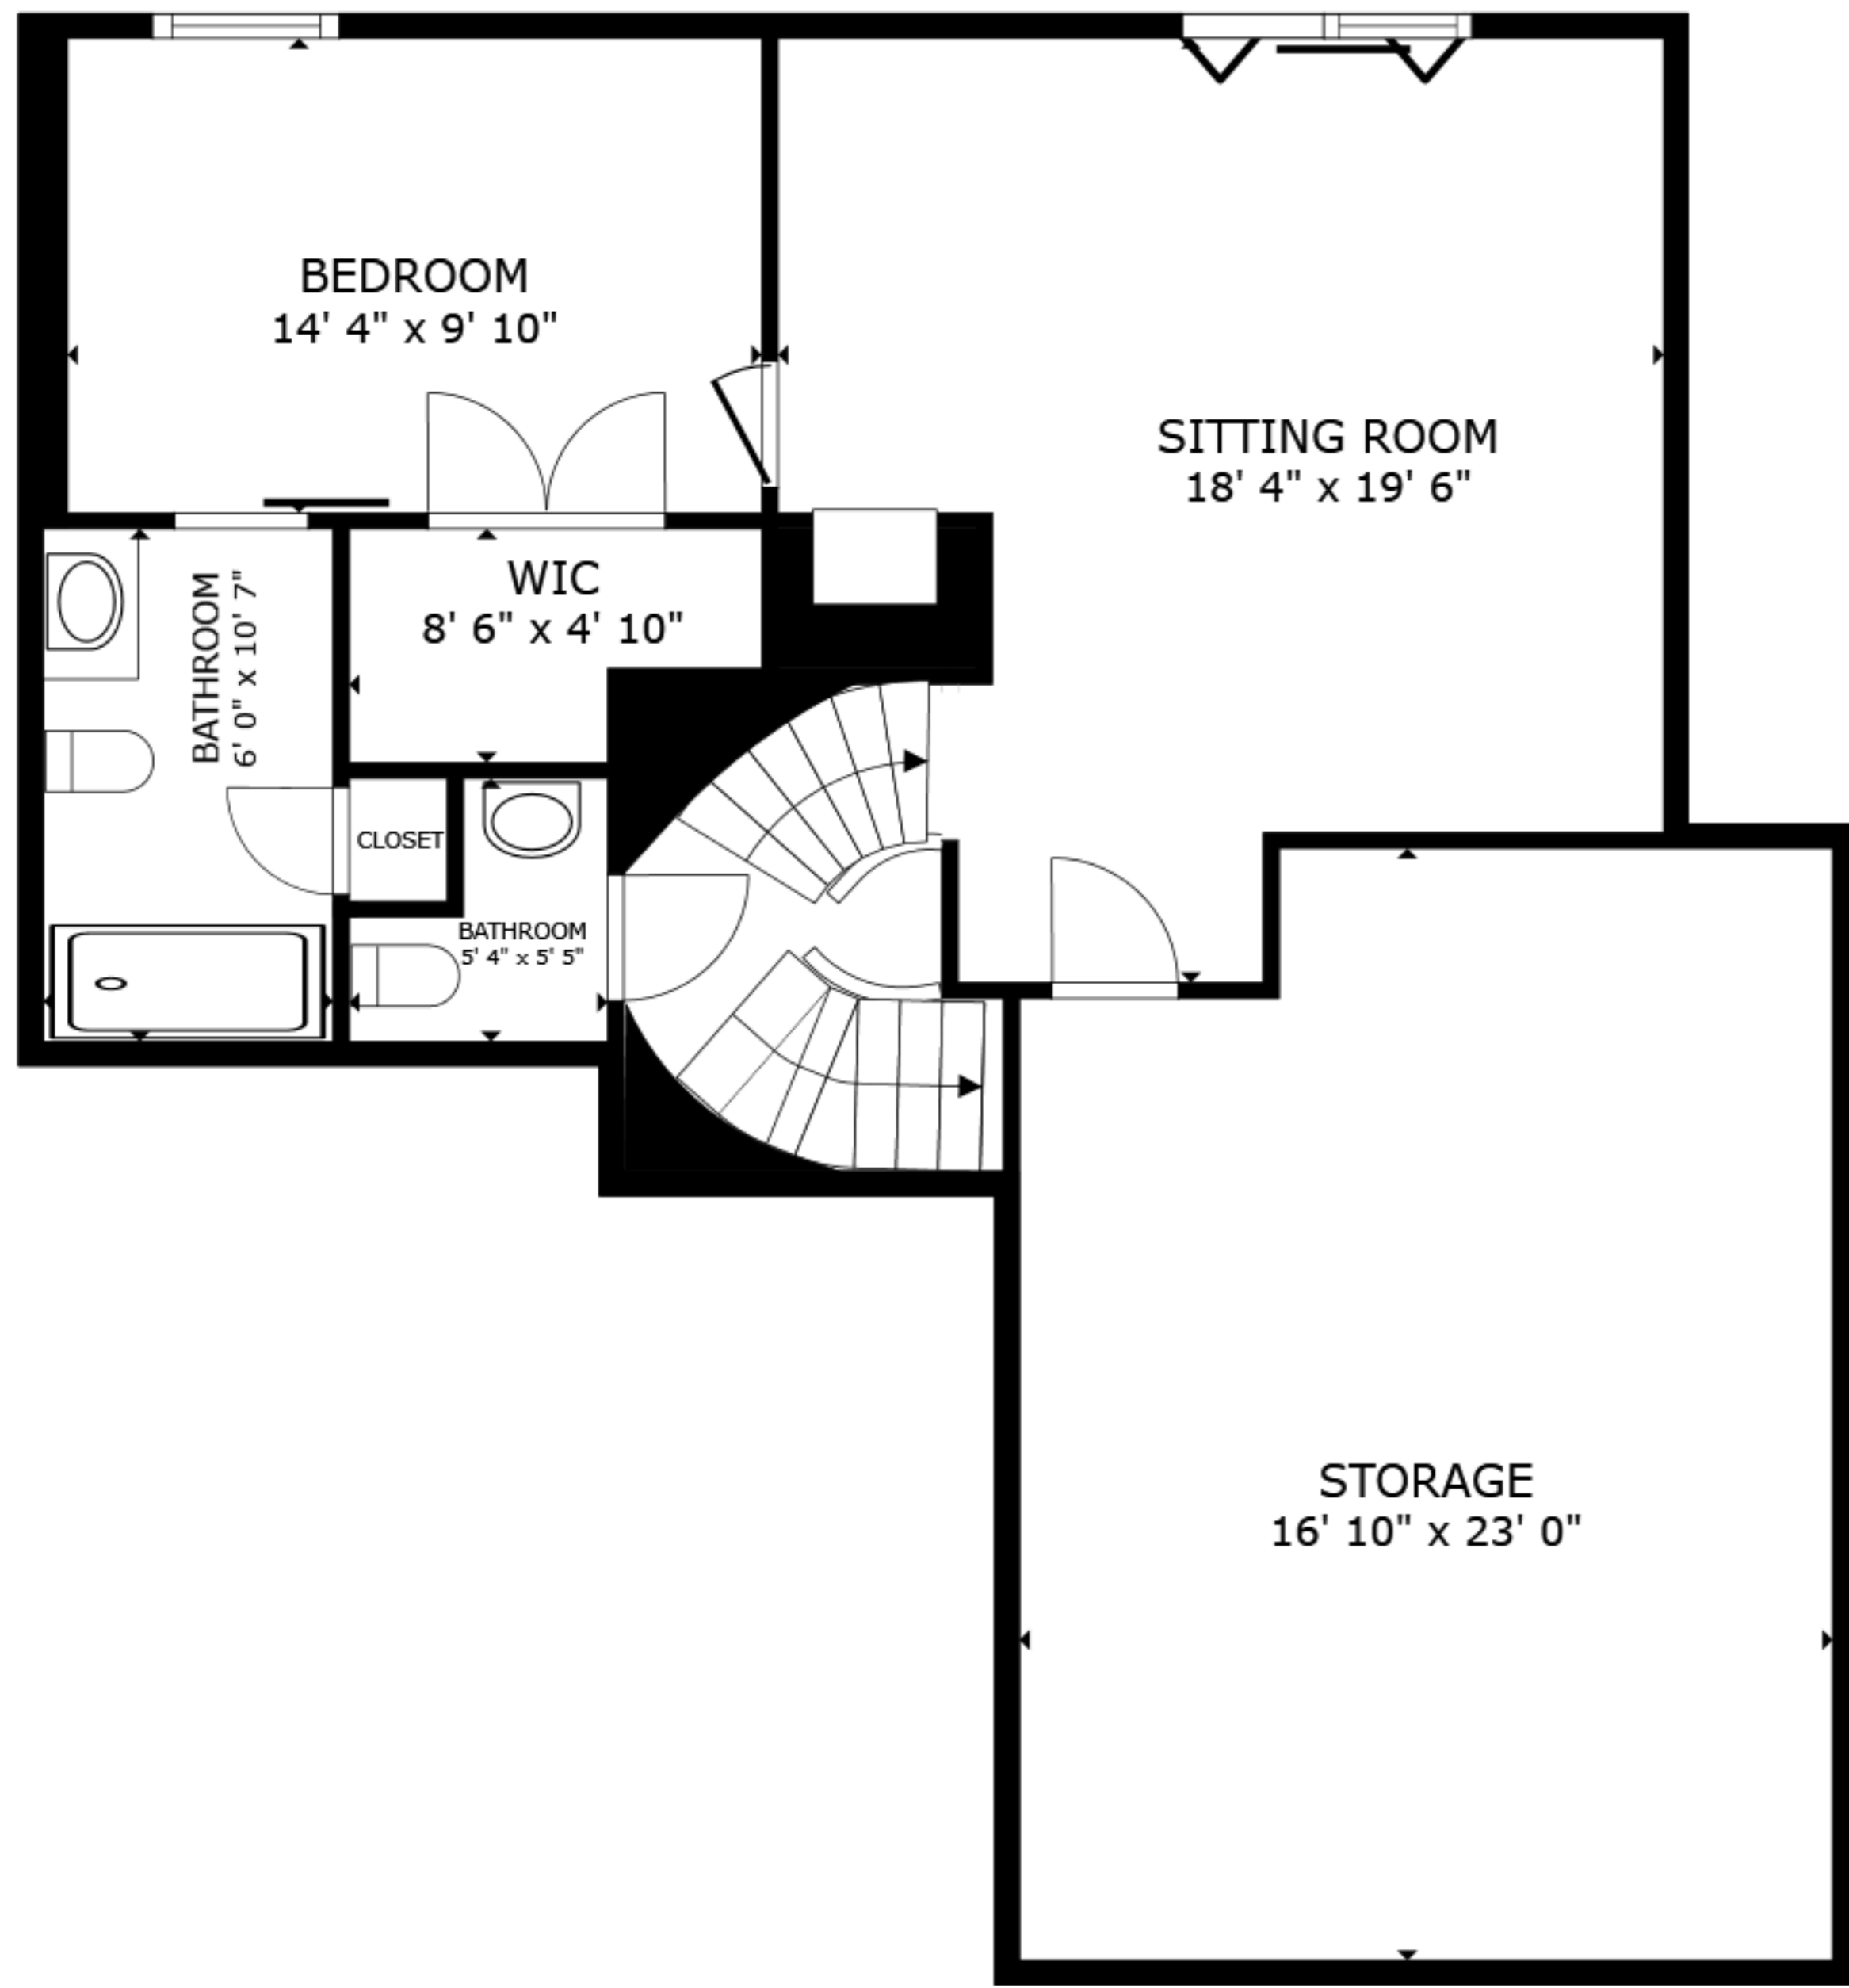 BEDROOM
14' 4" x 9' 10"
SITTING ROOM
18' 4" x 19' 6"
WIC
8' 6" x 4' 10"
BATHROOM
6' 0" x 10' 7"
CLOSET
BATHROOM
5' 4" x 5' 5"
STORAGE
16' 10" x 23' 0"